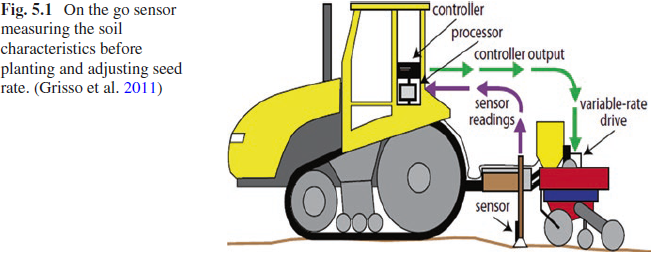 Fig. 5.1 On the go sensor
measuring the soil
characteristics before
planting and adjusting seed
rate. (Grisso et al. 2011)
controller
processor
controller output
sensor
readings
variable-rate
drive
sensor